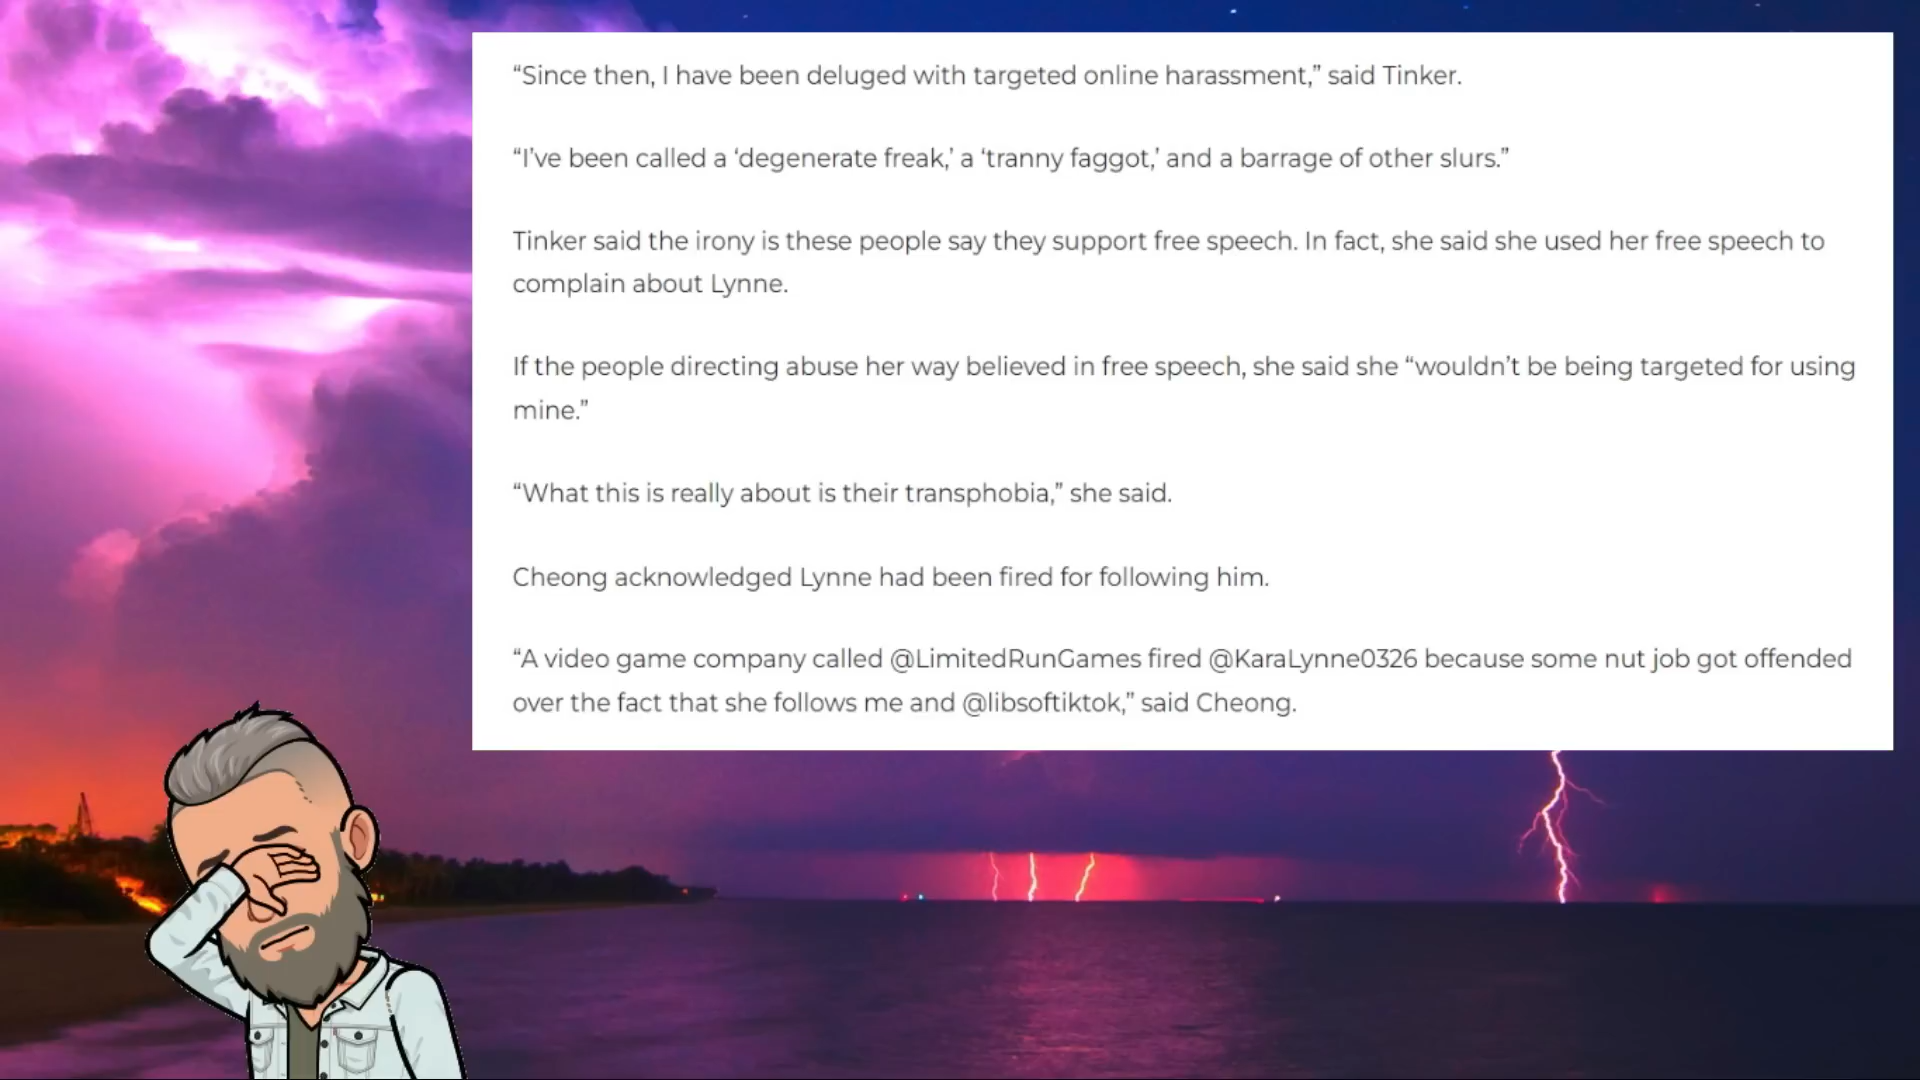 “Since then, I have been deluged with targeted online harassment,” said Tinker.
“I’ve been called a ‘degenerate freak,’ a ‘tranny faggot,’ and a barrage of other slurs.”
Tinker said the irony is these people say they support free speech. In fact, she said she used her free speech to
complain about Lynne.
If the people directing abuse her way believed in free speech, she said she “wouldn’t be being targeted for using
mine.”
“What this is really about is their transphobia,” she said.
Cheong acknowledged Lynne had been fired for following him.
“A video game company called @LimitedRunGames fired @KaraLynne0326 because some nut job got offended
over the fact that she follows me and @libsoftiktok,” said Cheong.